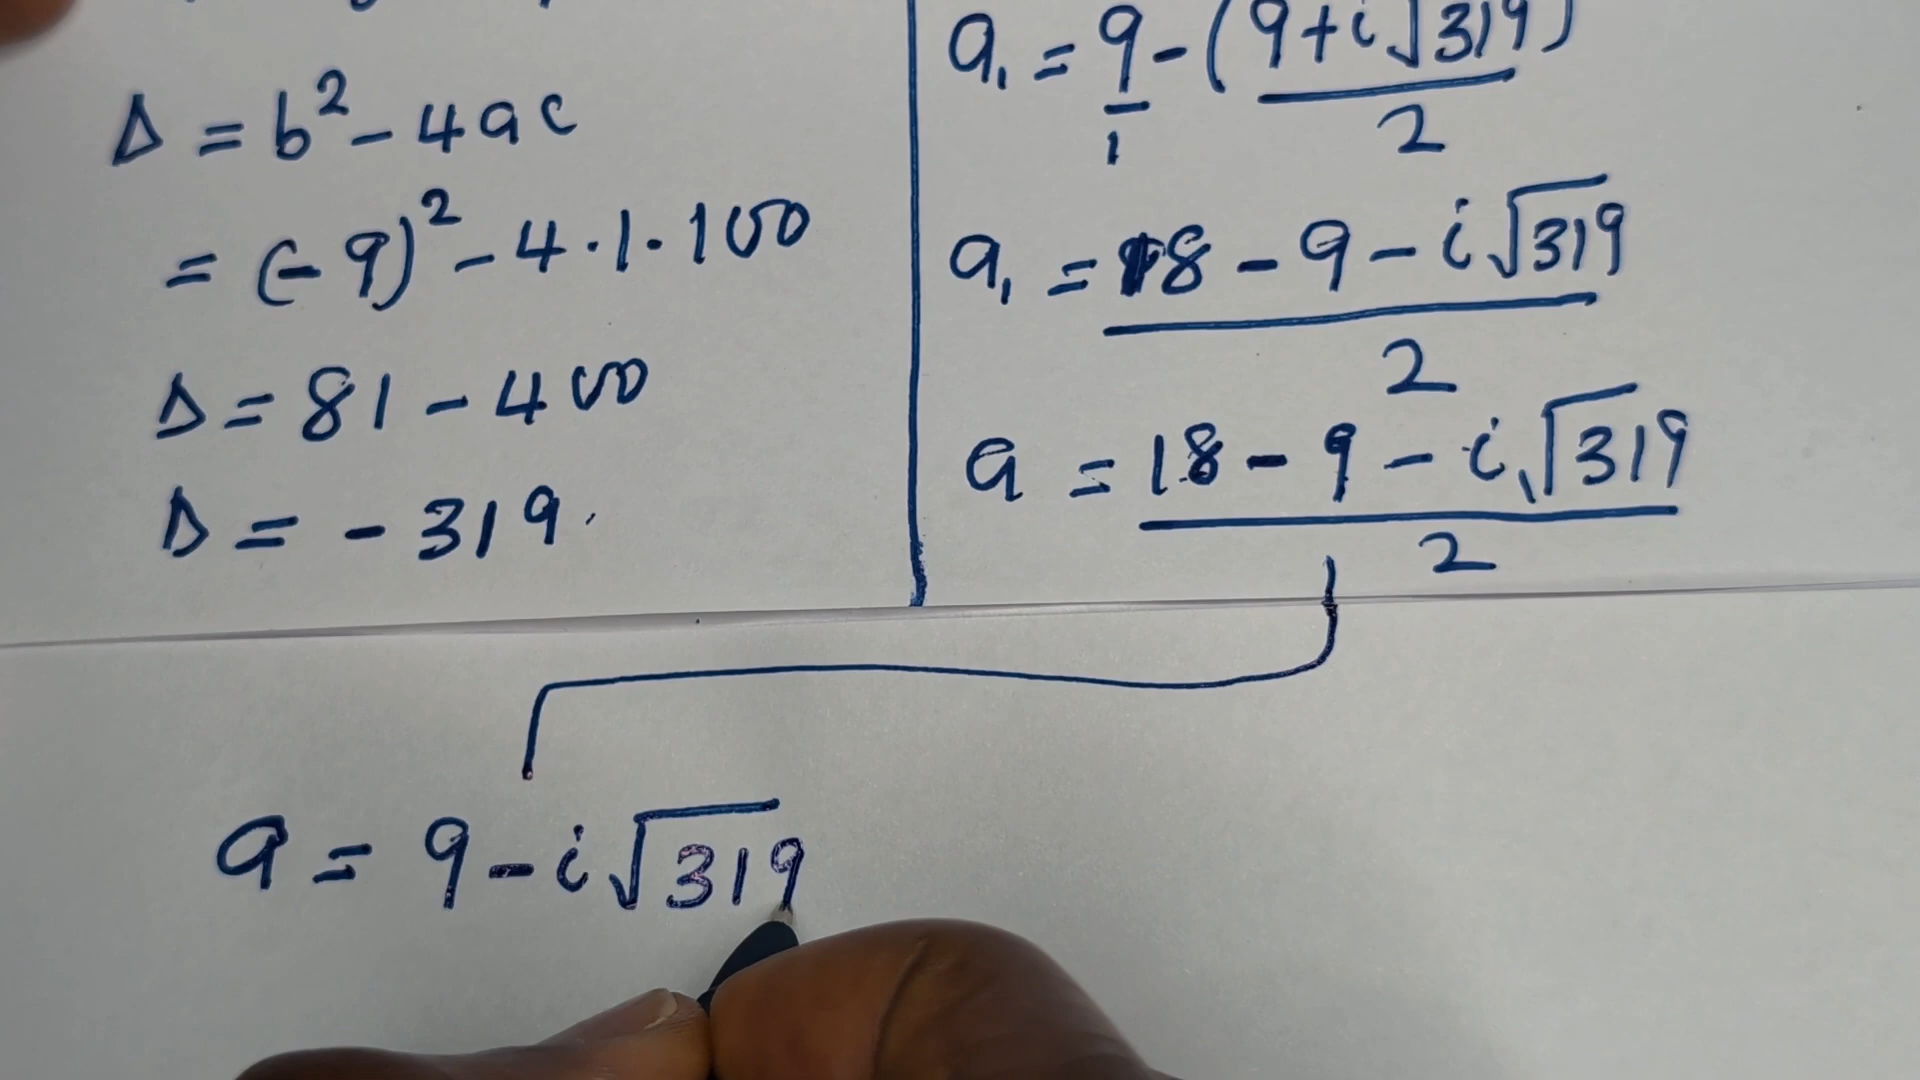 Δ = b² - 4ac
= (-9)² - 4·1·100
Δ = 81 - 400
Δ = -319.
a₁ = 9/1 - (9+i√319)/2
a₁ = (18 - 9 - i√319)/2
a = (18 - 9 - i√319)/2
a = 9 - i√319